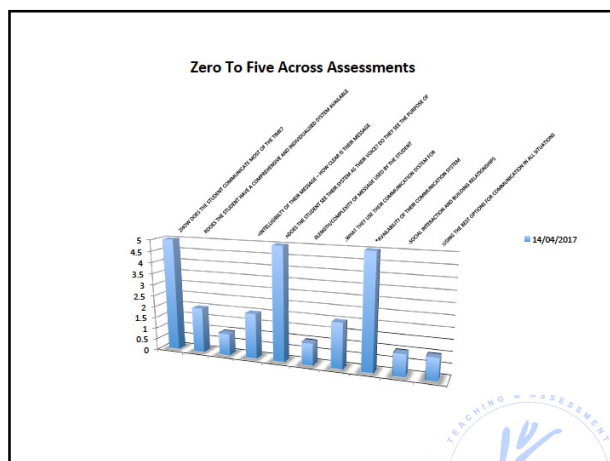 Zero To Five Across Assessments
HOW DOES THE STUDENT COMMUNICATE MOST OF THE TIME?
DOES THE STUDENT HAVE A COMPREHENSIVE AND INDIVIDUALISED SYSTEM AVAILABLE
INTELLIGIBILITY OF THEIR MESSAGE - HOW CLEAR IS THEIR MESSAGE
DOES THE STUDENT SEE THEIR SYSTEM AS THEIR VOICE? DO THEY SEE THE PURPOSE OF
LENGTH/COMPLEXITY OF MESSAGE USED BY THE STUDENT
WHAT THEY USE THEIR COMMUNICATION SYSTEM FOR
*AVAILABILITY OF THEIR COMMUNICATION SYSTEM
SOCIAL INTERACTION AND BUILDING RELATIONSHIPS
USING THE BEST OPTIONS FOR COMMUNICATION IN ALL SITUATIONS
5
4.5
4
3.5
3
2.5
2
1.5
1
0.5
0
14/04/2017
TEACHING & ASSESSMENT